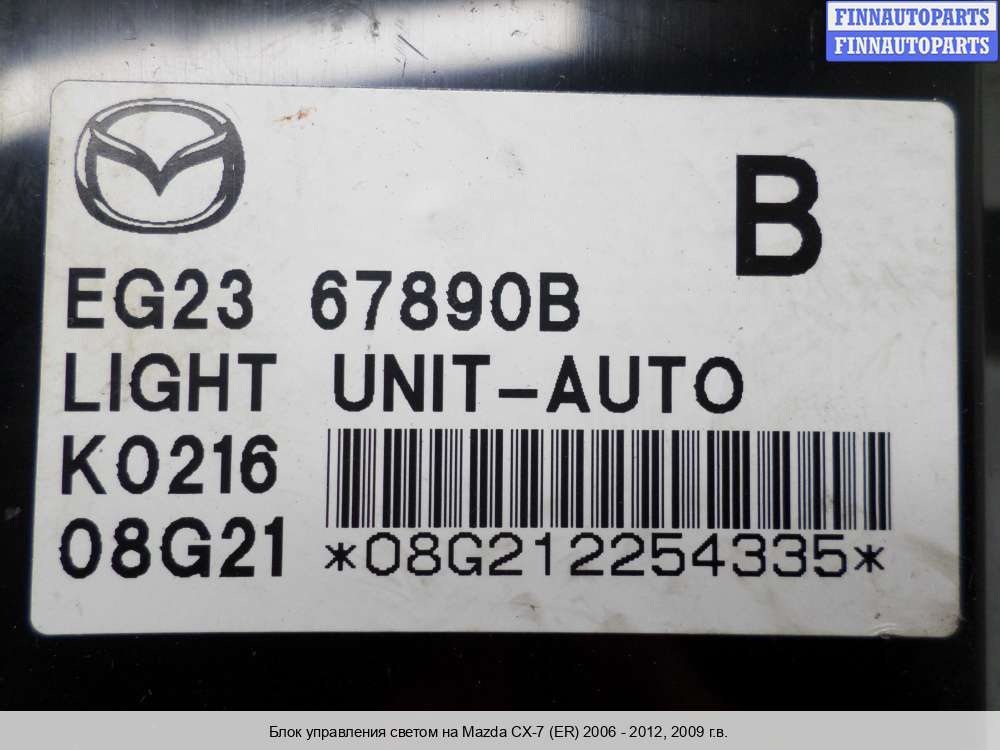 FINNAUTOPARTS
FINNAUTOPARTS
B
EG23 67890B
LIGHT UNIT-AUTO
K0216
08G21
*08G212254335*
Блок управления светом на Mazda CX-7 (ER) 2006 - 2012, 2009 г.в.